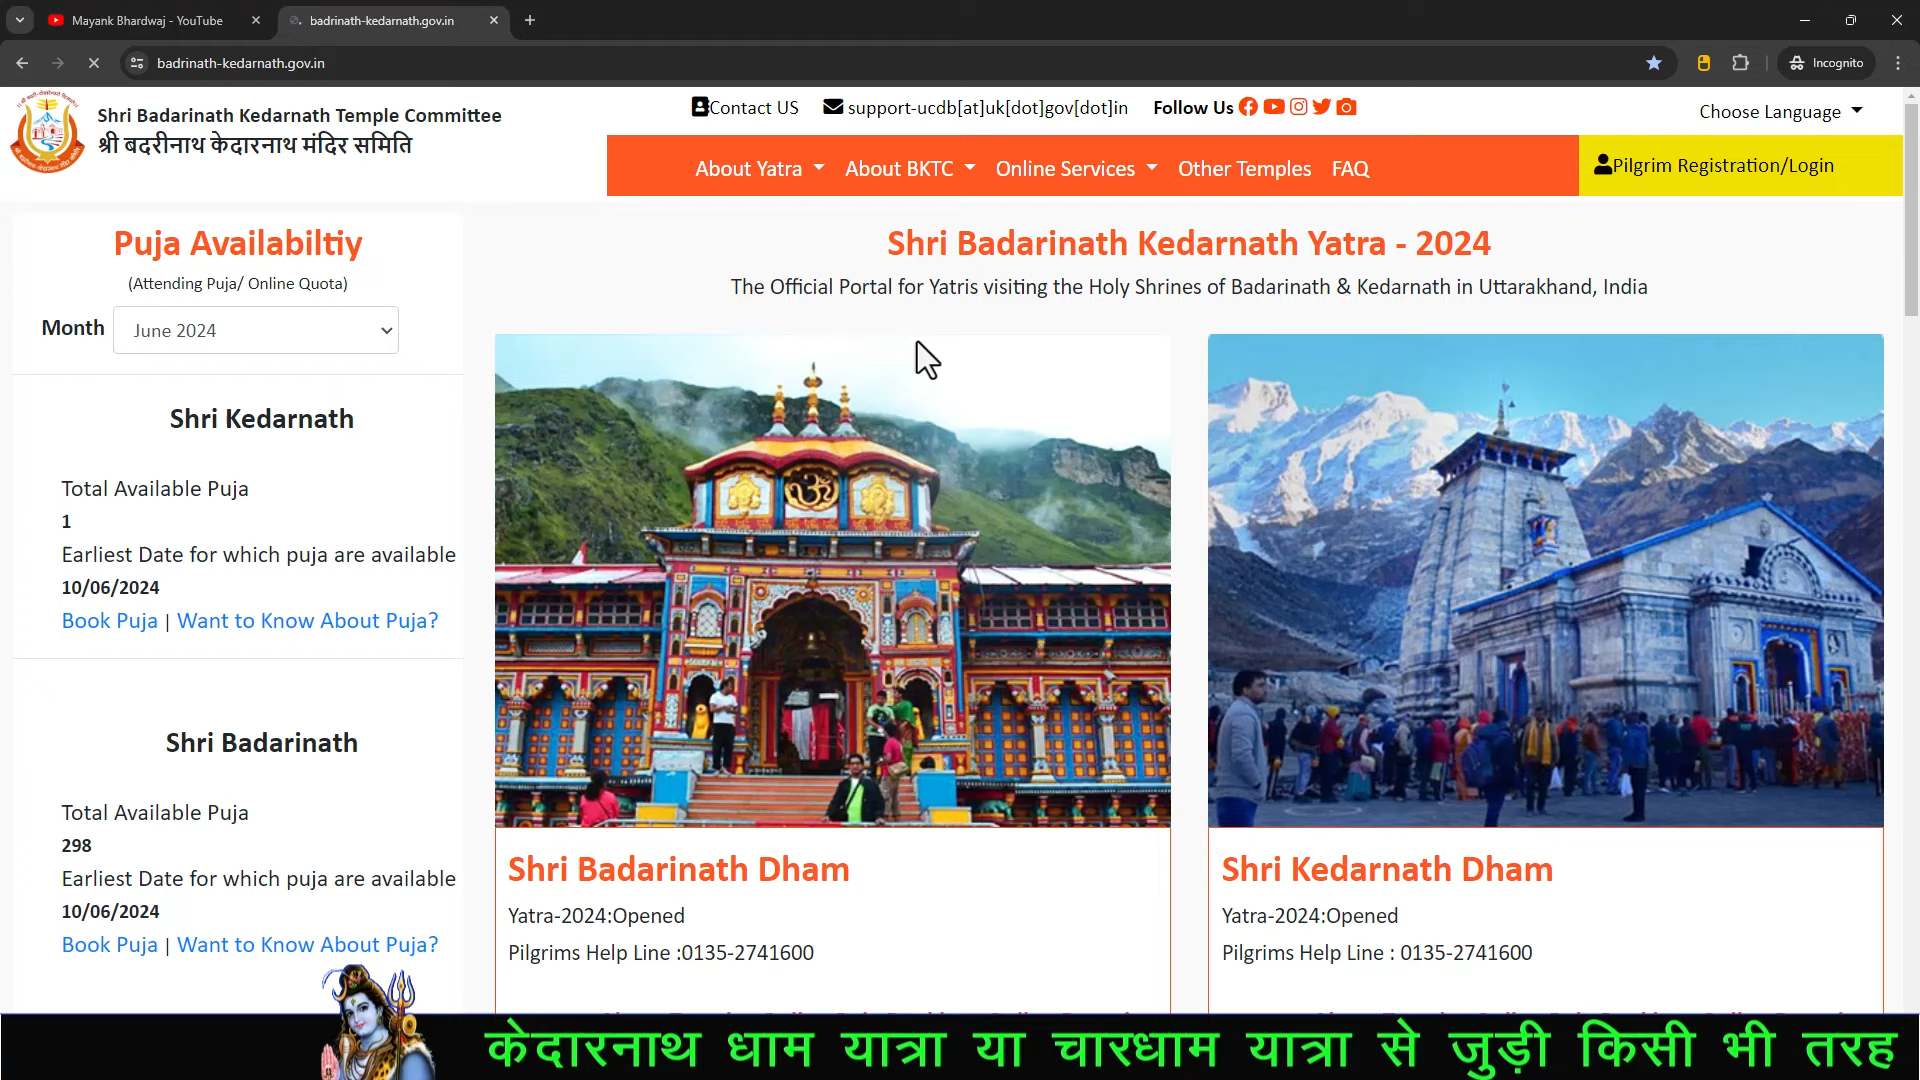 Mayank Bhardwaj - YouTube
badrinath-kedarnath.gov.in
badrinath-kedarnath.gov.in
Incognito
Shri Badarinath Kedarnath Temple Committee
श्री बदरीनाथ केदारनाथ मंदिर समिति
Contact US
support-ucdb[at]uk[dot]gov[dot]in
Follow Us
Choose Language
About Yatra
About BKTC
Online Services
Other Temples
FAQ
Pilgrim Registration/Login
Puja Availabiltiy
(Attending Puja/ Online Quota)
Month
June 2024
Shri Kedarnath
Total Available Puja
1
Earliest Date for which puja are available
10/06/2024
Book Puja | Want to Know About Puja?
Shri Badarinath
Total Available Puja
298
Earliest Date for which puja are available
10/06/2024
Book Puja | Want to Know About Puja?
Shri Badarinath Kedarnath Yatra - 2024
The Official Portal for Yatris visiting the Holy Shrines of Badarinath & Kedarnath in Uttarakhand, India
Shri Badarinath Dham
Yatra-2024:Opened
Pilgrims Help Line :0135-2741600
Shri Kedarnath Dham
Yatra-2024:Opened
Pilgrims Help Line : 0135-2741600
केदारनाथ धाम यात्रा या चारधाम यात्रा से जुड़ी किसी भी तरह